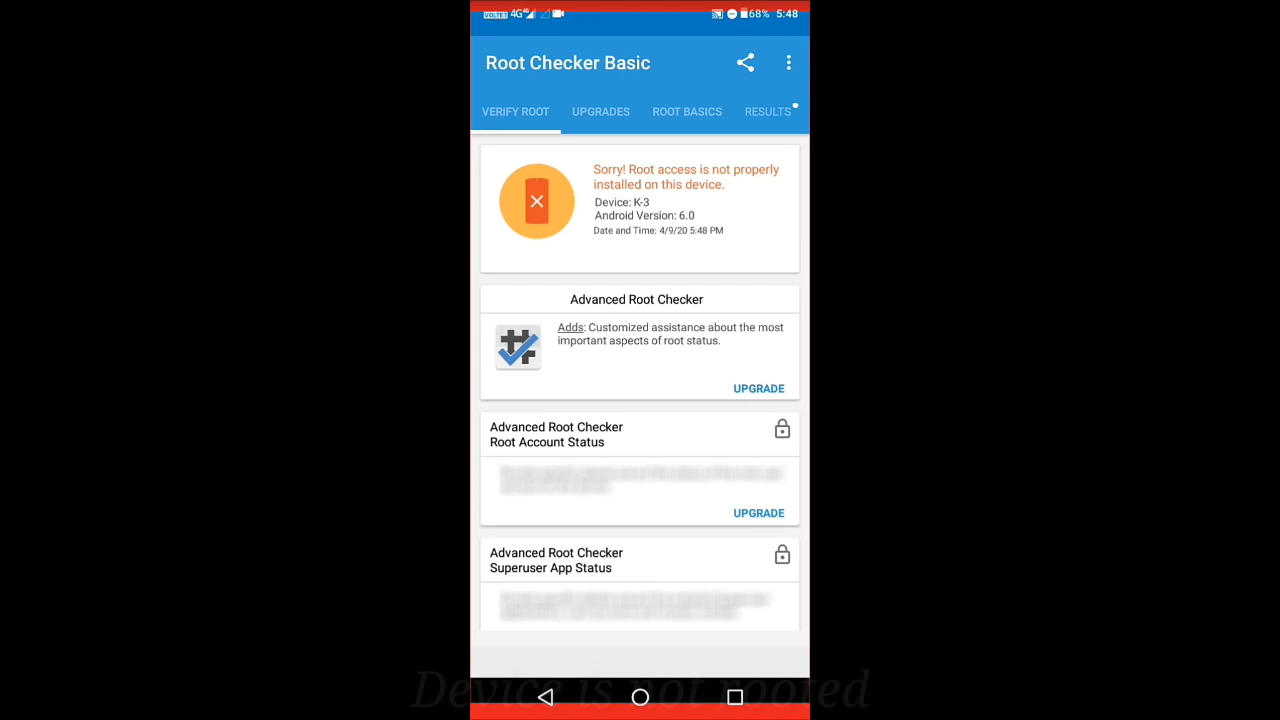 VOLTE1 4G 68% 5:48
Root Checker Basic
VERIFY ROOT UPGRADES ROOT BASICS RESULTS
Sorry! Root access is not properly
installed on this device.
Device: K-3
Android Version: 6.0
Date and Time: 4/9/20 5:48 PM
Advanced Root Checker
Adds: Customized assistance about the most
important aspects of root status.
UPGRADE
Advanced Root Checker
Root Account Status
UPGRADE
Advanced Root Checker
Superuser App Status
Device is not rooted